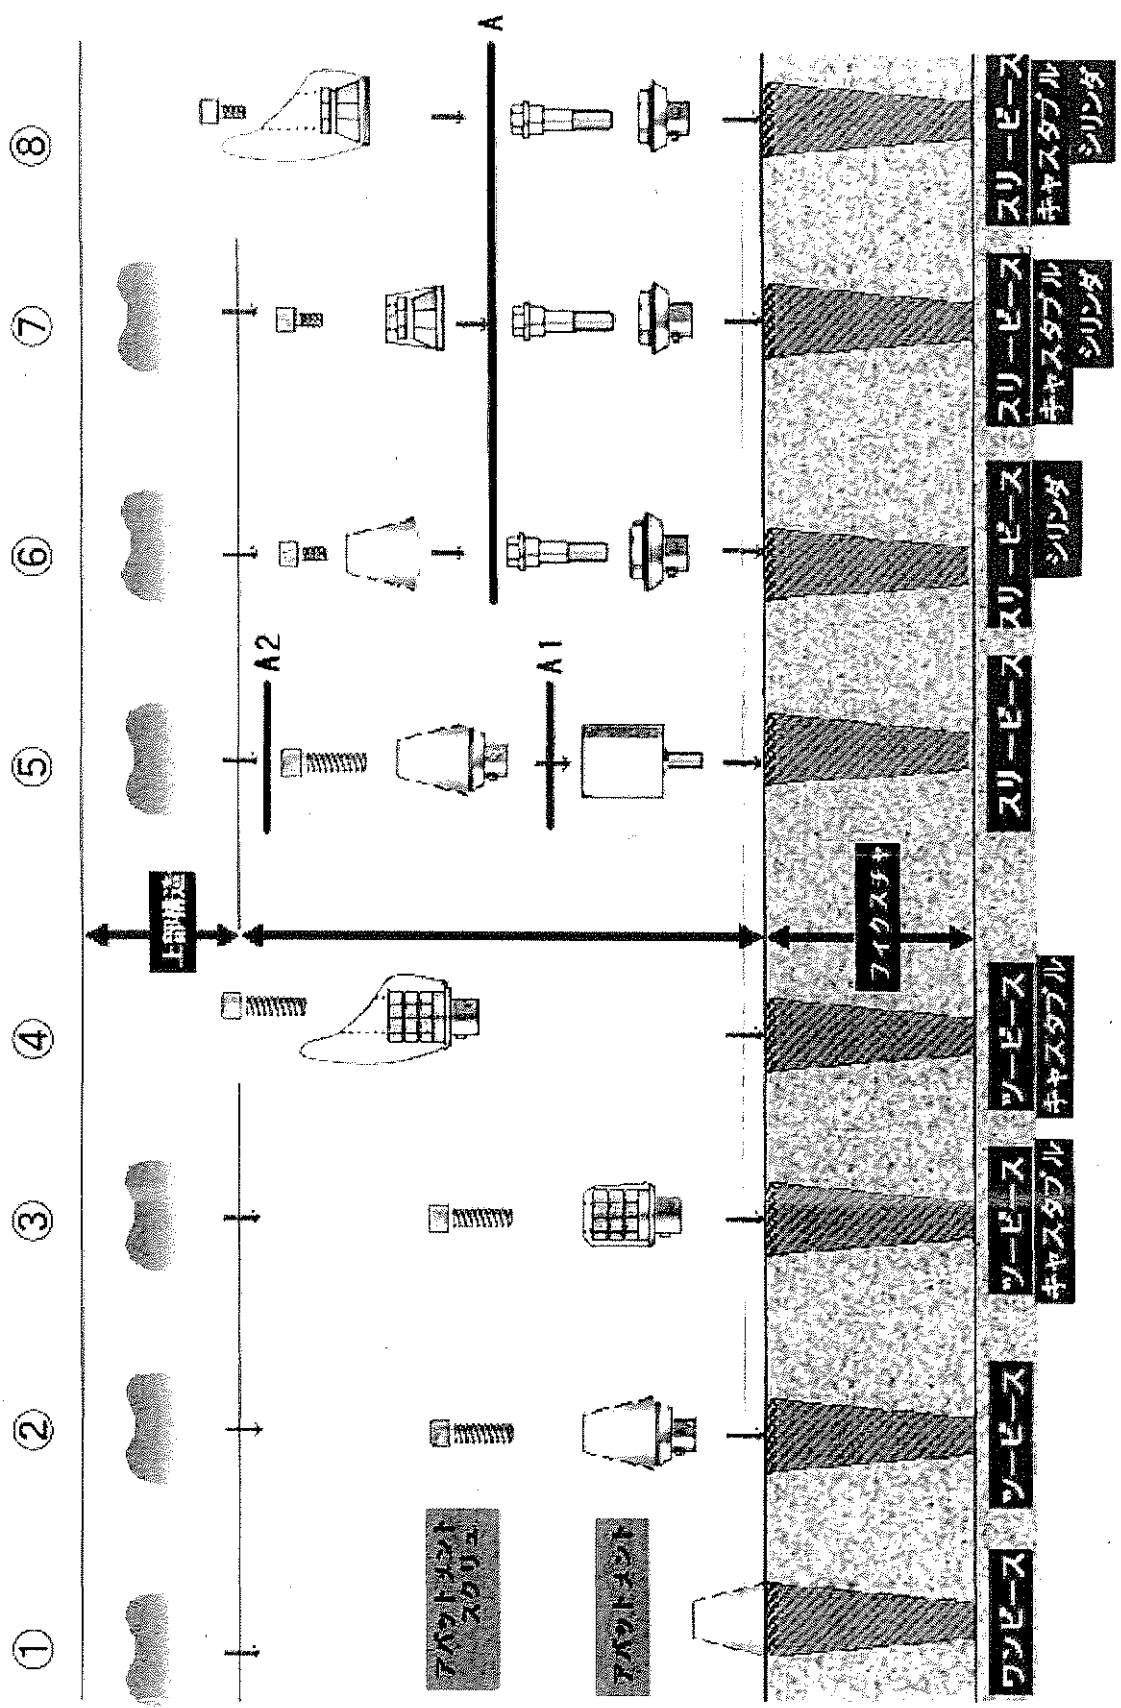 ① ② ③ ④ ⑤ ⑥ ⑦ ⑧
上部構造
A2
A1
A
アバットメント
スクリュー
アバットメント
フィクスチャ
ワンピース
ツーピース
ツーピース
キャスタブル
ツーピース
キャスタブル
スリーピース
スリーピース
シリンダ
スリーピース
キャスタブル
シリンダ
スリーピース
キャスタブル
シリンダ